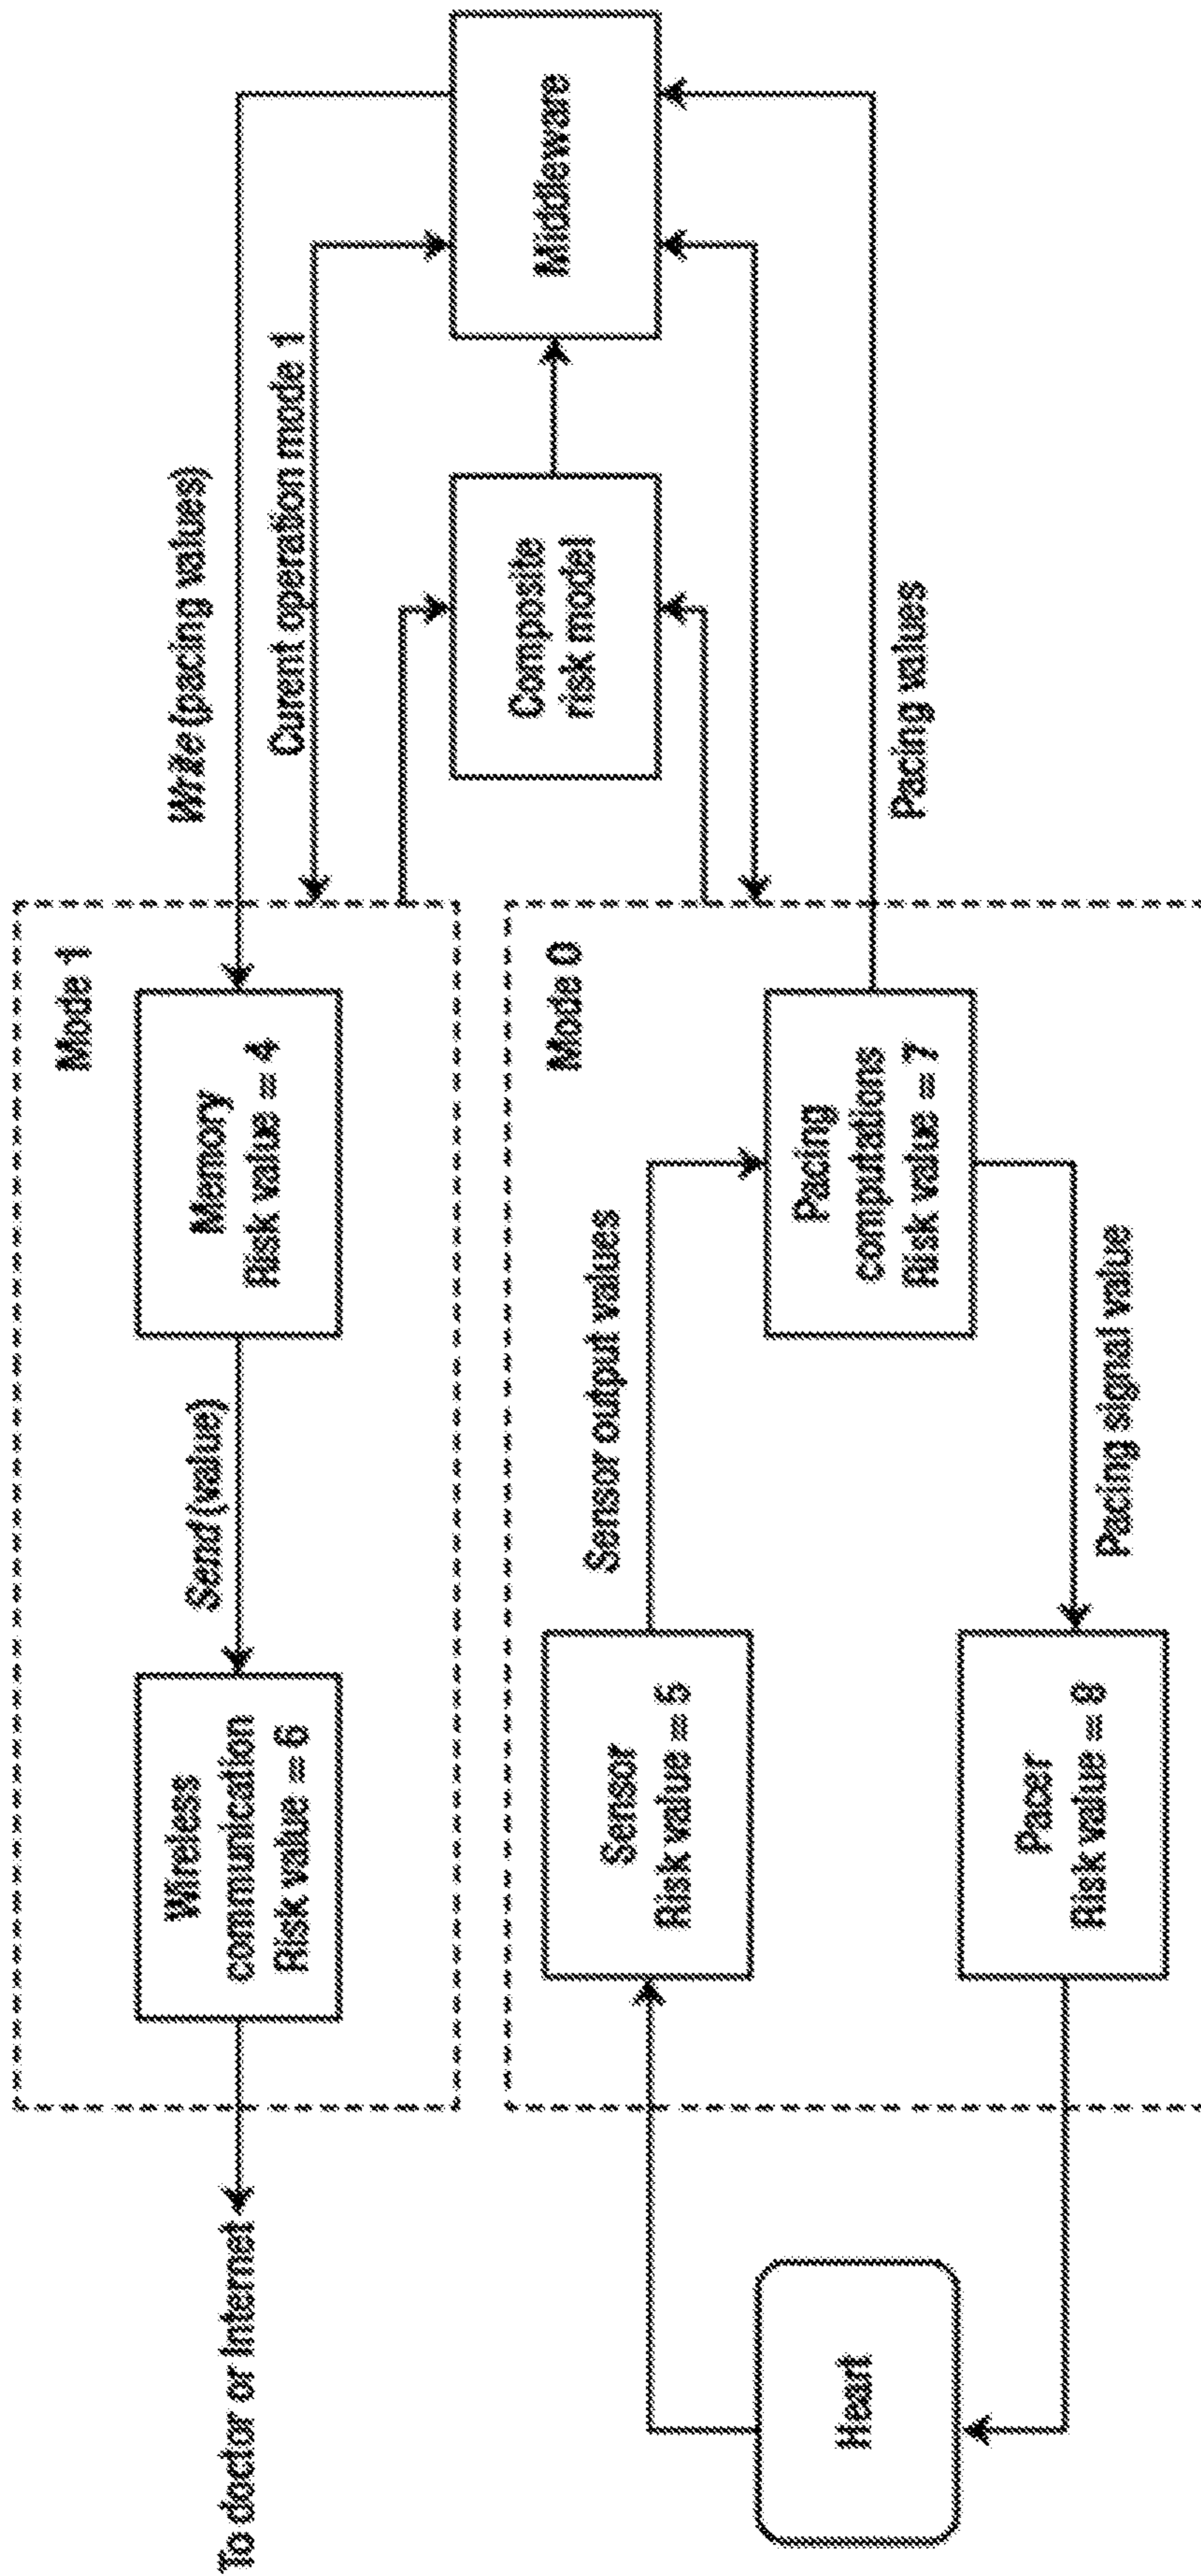 Mode 1
To doctor or Internet
Wireless
communication
Risk value = 6
Send(value)
Memory
Risk value = 4
Write(pacing values)
Curent operation mode 1
Mode 0
Heart
Sensor
Risk value = 5
Sensor output values
Pacing
computations
Risk value = 7
Pacer
Risk value = 8
Pacing signal value
Composite
risk model
Middleware
Pacing values